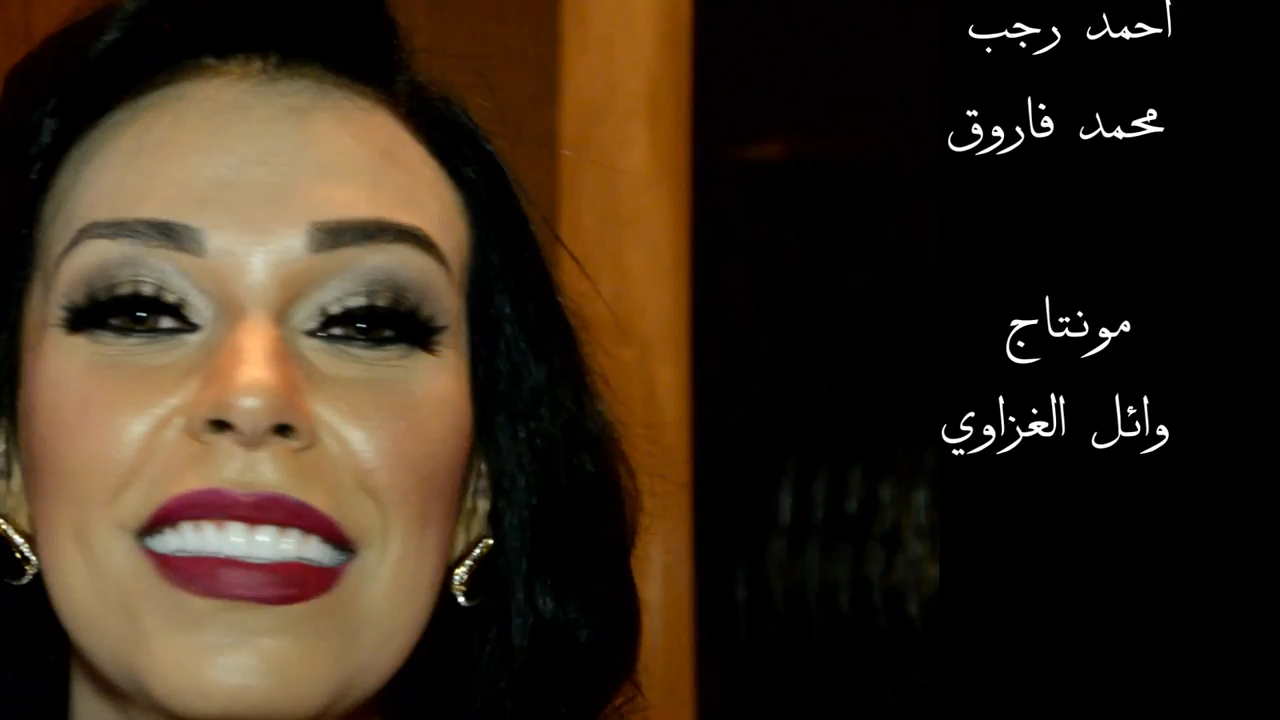 أحمد رجب
محمد فاروق
مونتاج
وائل الغزاوي